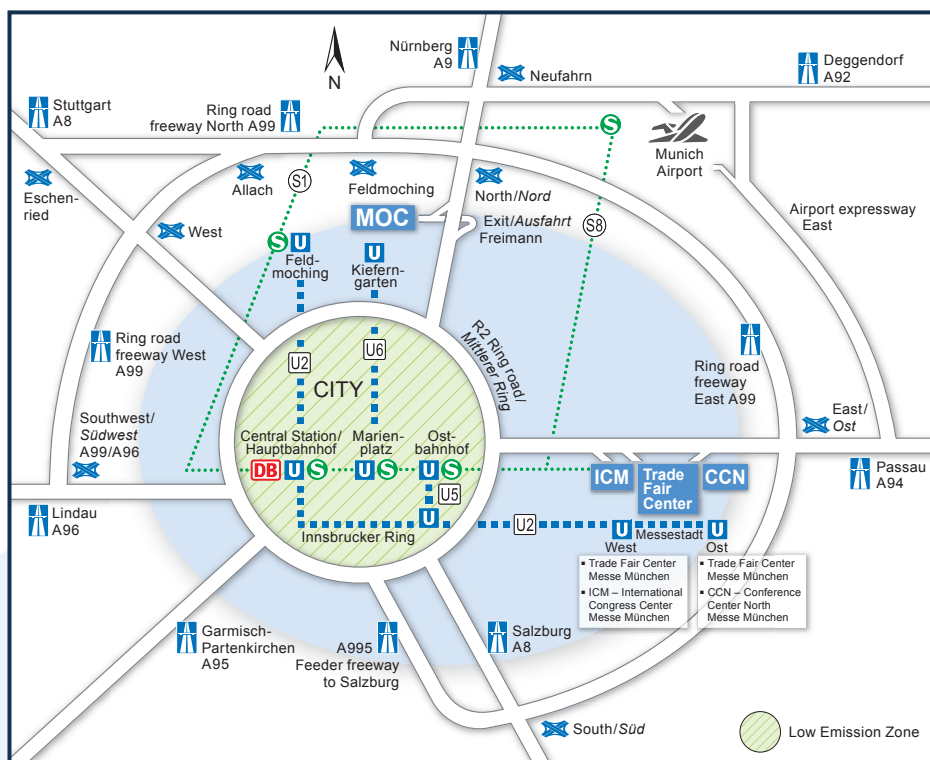 Nürnberg
A9
Neufahrn
Deggendorf
A92
N
Stuttgart
A8
Ring road
freeway North A99
S
Munich
Airport
Eschen-
ried
Allach
S1
Feldmoching
North/Nord
MOC
Exit/Ausfahrt
Freimann
S8
Airport expressway
East
West
S
U
Feld-
moching
U
Kiefern-
garten
Ring road
freeway West
A99
U2
U6
R2 Ring road/
Mittlerer Ring
Ring road
freeway
East A99
CITY
Southwest/
Südwest
A99/A96
Central Station/
Hauptbahnhof
DB U S
Marien-
platz
U S
Ost-
bahnhof
U S
East/
Ost
ICM
Trade
Fair
Center
CCN
Passau
A94
U5
U
Lindau
A96
Innsbrucker Ring
U2
U
West
Messestadt
U
Ost
▪ Trade Fair Center
Messe München
▪ ICM – International
Congress Center
Messe München
▪ Trade Fair Center
Messe München
▪ CCN – Conference
Center North
Messe München
Garmisch-
Partenkirchen
A95
A995
Feeder freeway
to Salzburg
Salzburg
A8
South/Süd
Low Emission Zone